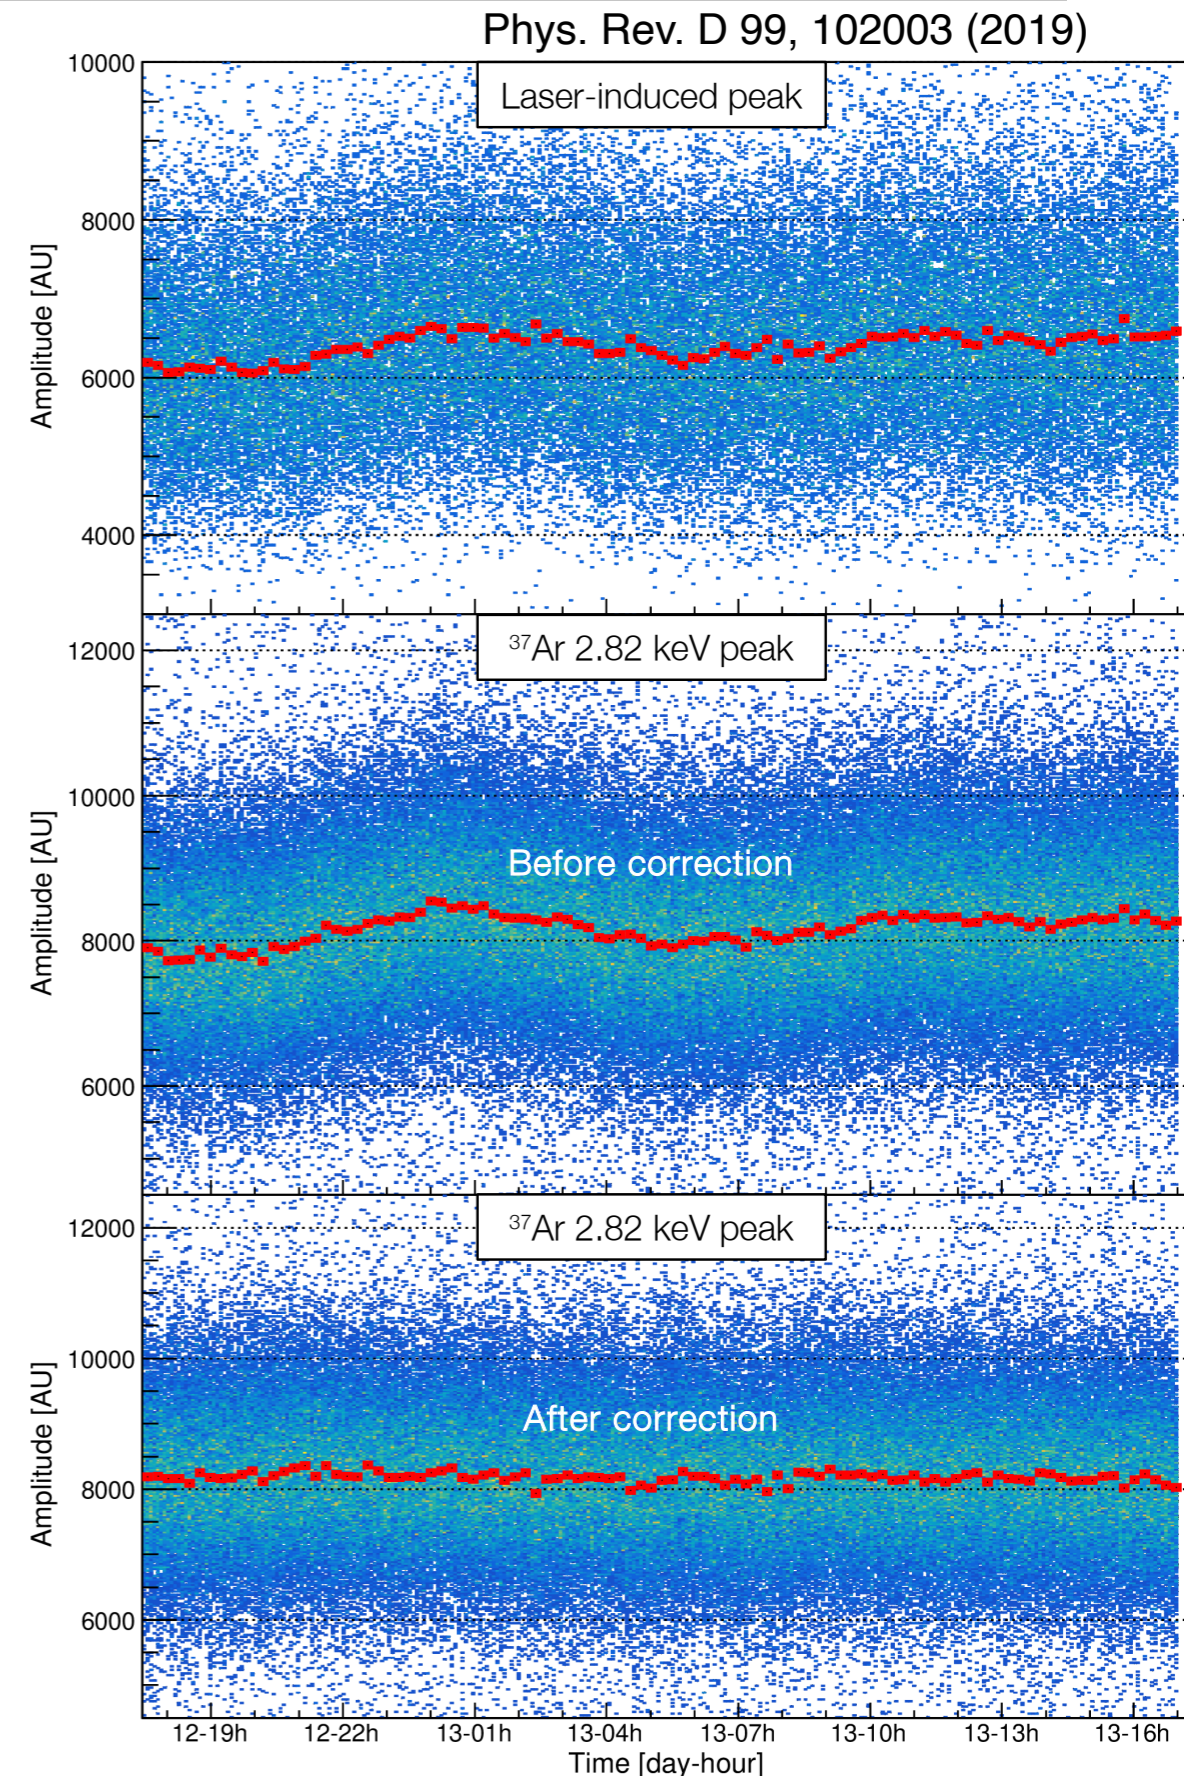 Phys. Rev. D 99, 102003 (2019)
10000
Laser-induced peak
8000
Amplitude [AU]
6000
4000
³⁷Ar 2.82 keV peak
12000
10000
Before correction
Amplitude [AU]
8000
6000
³⁷Ar 2.82 keV peak
12000
10000
After correction
Amplitude [AU]
8000
6000
12-19h 12-22h 13-01h 13-04h 13-07h 13-10h 13-13h 13-16h
Time [day-hour]